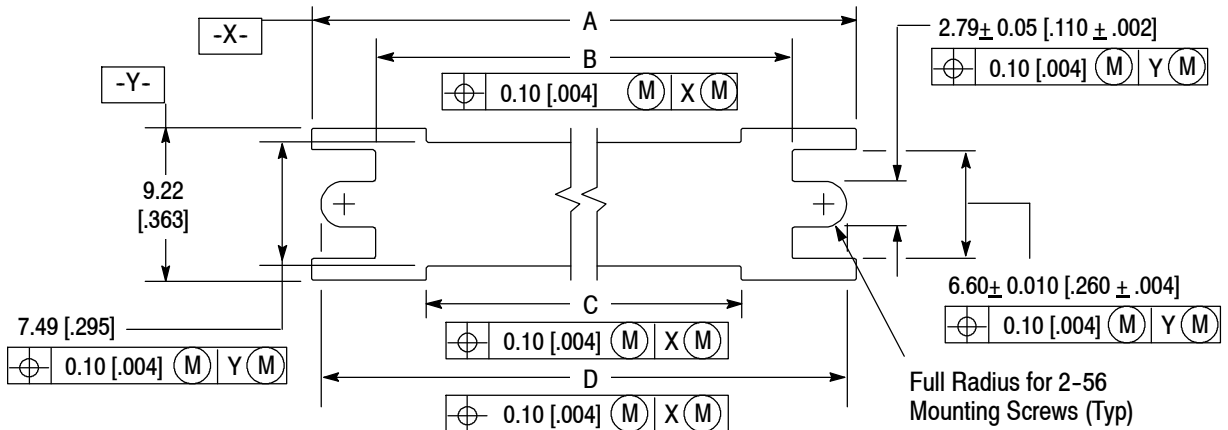 -X-
A
2.79± 0.05 [.110 ± .002]
⌖ 0.10 [.004] Ⓜ Y Ⓜ
B
⌖ 0.10 [.004] Ⓜ X Ⓜ
-Y-
9.22
[.363]
6.60± 0.010 [.260 ± .004]
⌖ 0.10 [.004] Ⓜ Y Ⓜ
7.49 [.295]
⌖ 0.10 [.004] Ⓜ Y Ⓜ
C
⌖ 0.10 [.004] Ⓜ X Ⓜ
D
⌖ 0.10 [.004] Ⓜ X Ⓜ
Full Radius for 2-56
Mounting Screws (Typ)